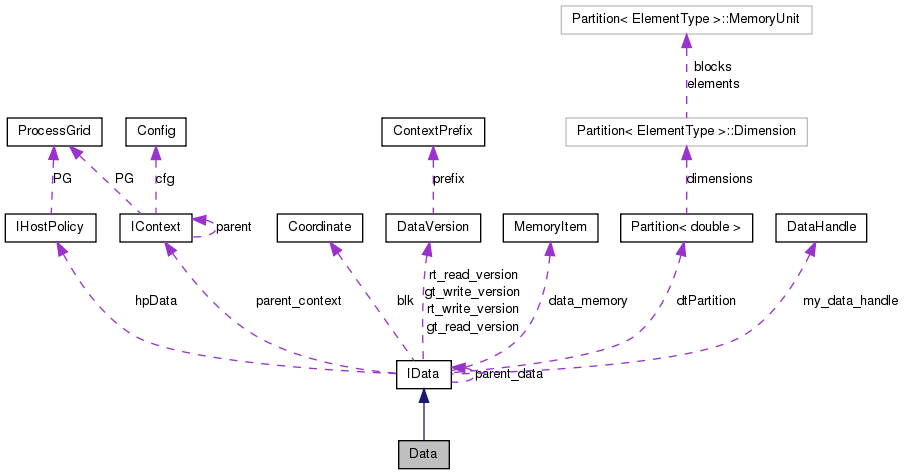 Partition< ElementType >::MemoryUnit
blocks
elements
ProcessGrid
Config
ContextPrefix
Partition< ElementType >::Dimension
PG
PG
cfg
prefix
dimensions
IHostPolicy
IContext
parent
Coordinate
DataVersion
MemoryItem
Partition< double >
DataHandle
hpData
parent_context
blk
rt_read_version
gt_write_version
rt_write_version
gt_read_version
data_memory
dtPartition
my_data_handle
IData
parent_data
Data